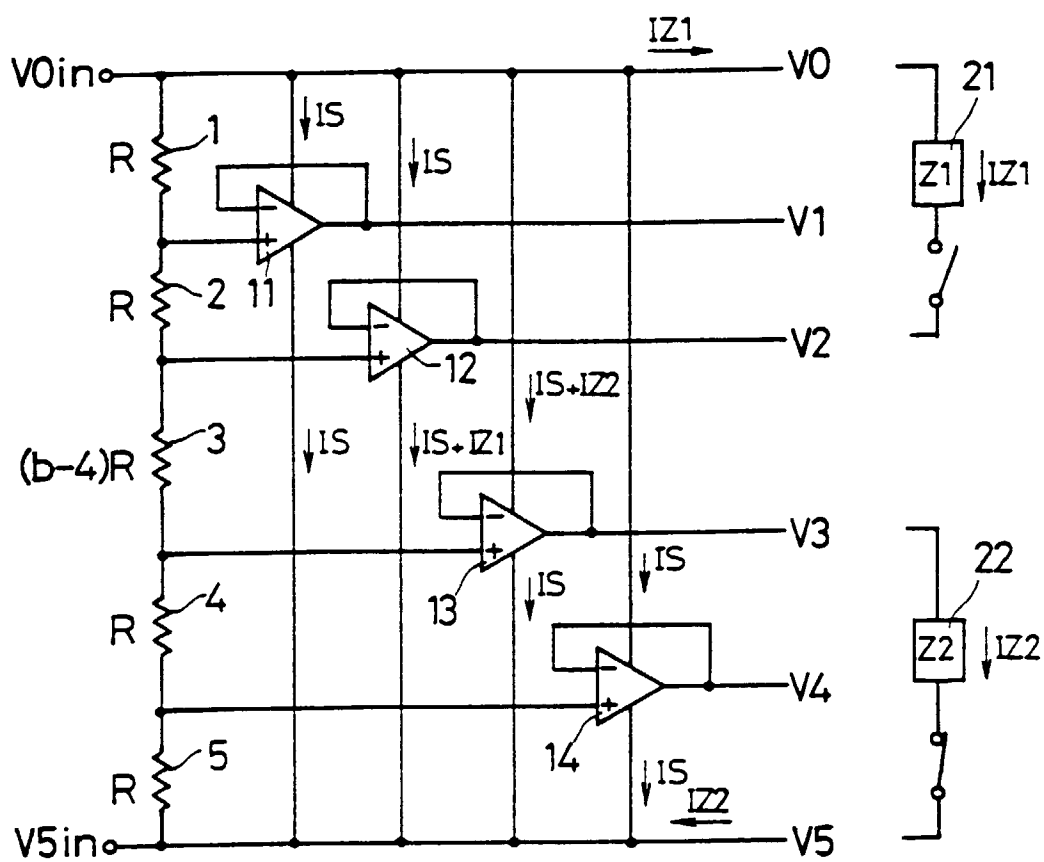 IZ1
V0in
V0
21
1
IS
R
IS
Z1
IZ1
V1
11
2
R
V2
12
IS+IZ2
3
IS
IS+IZ1
(b-4)R
V3
13
IS
IS
22
4
R
Z2
IZ2
V4
14
5
IS
R
IZ2
V5in
V5